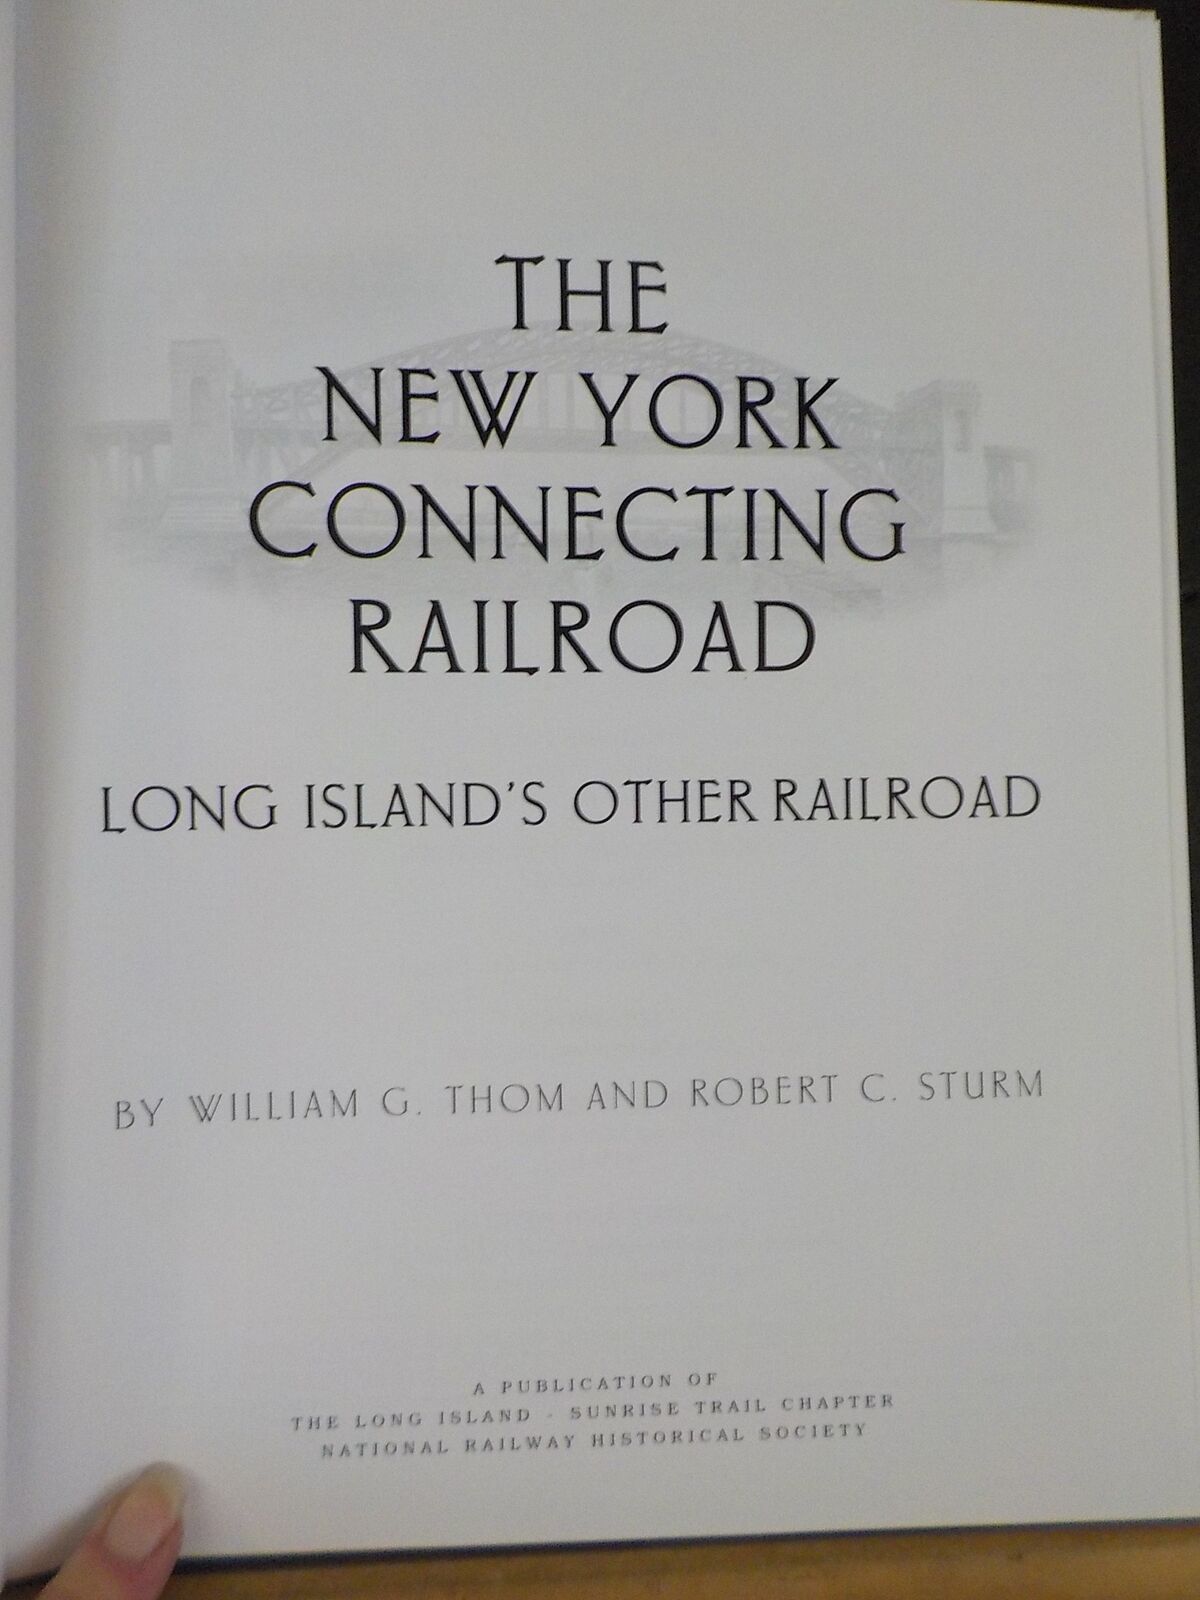 THE
NEW YORK
CONNECTING
RAILROAD
LONG ISLAND'S OTHER RAILROAD
BY WILLIAM G. THOM AND ROBERT C. STURM
A PUBLICATION OF
THE LONG ISLAND - SUNRISE TRAIL CHAPTER
NATIONAL RAILWAY HISTORICAL SOCIETY